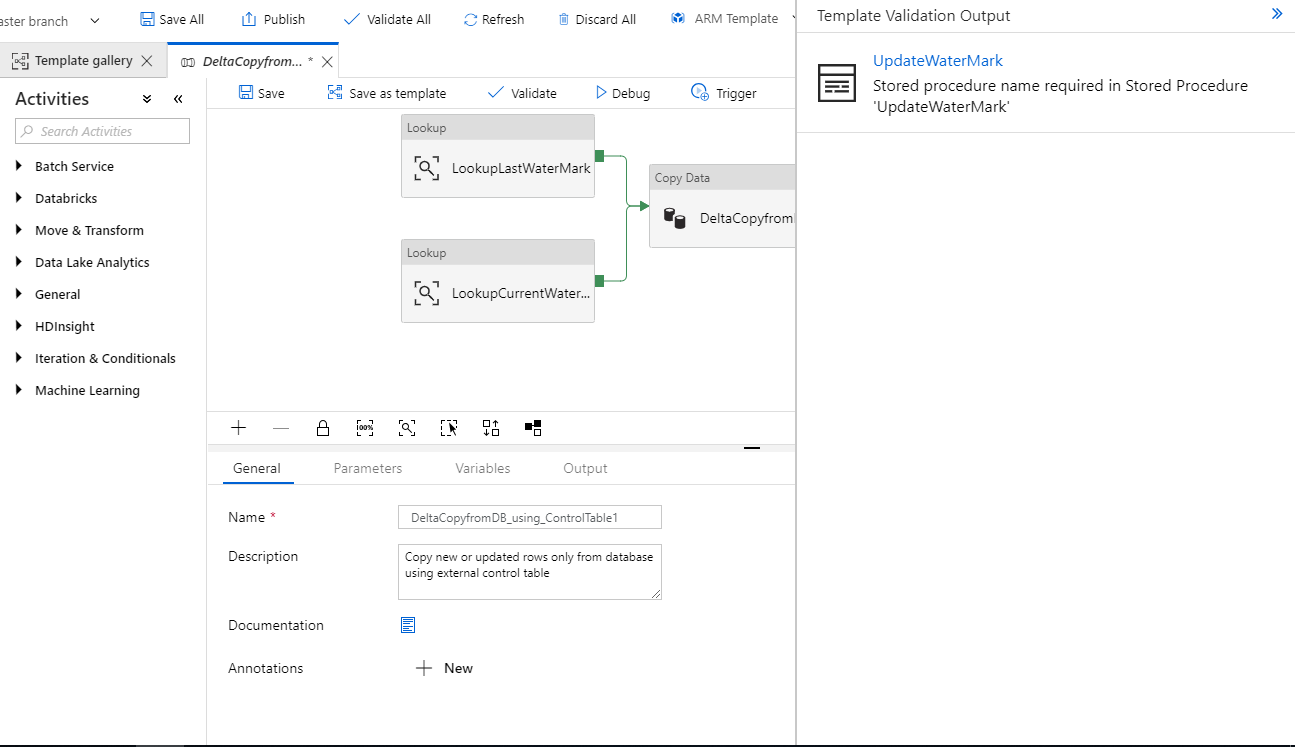 aster branch
Save All
Publish
Validate All
Refresh
Discard All
ARM Template
Template gallery
DeltaCopyfrom... *
Activities
Search Activities
Batch Service
Databricks
Move & Transform
Data Lake Analytics
General
HDInsight
Iteration & Conditionals
Machine Learning
Save
Save as template
Validate
Debug
Trigger
Lookup
LookupLastWaterMark
Lookup
LookupCurrentWater...
Copy Data
DeltaCopyfrom
100%
General
Parameters
Variables
Output
Name *
DeltaCopyfromDB_using_ControlTable1
Description
Copy new or updated rows only from database
using external control table
Documentation
Annotations
New
Template Validation Output
UpdateWaterMark
Stored procedure name required in Stored Procedure
'UpdateWaterMark'